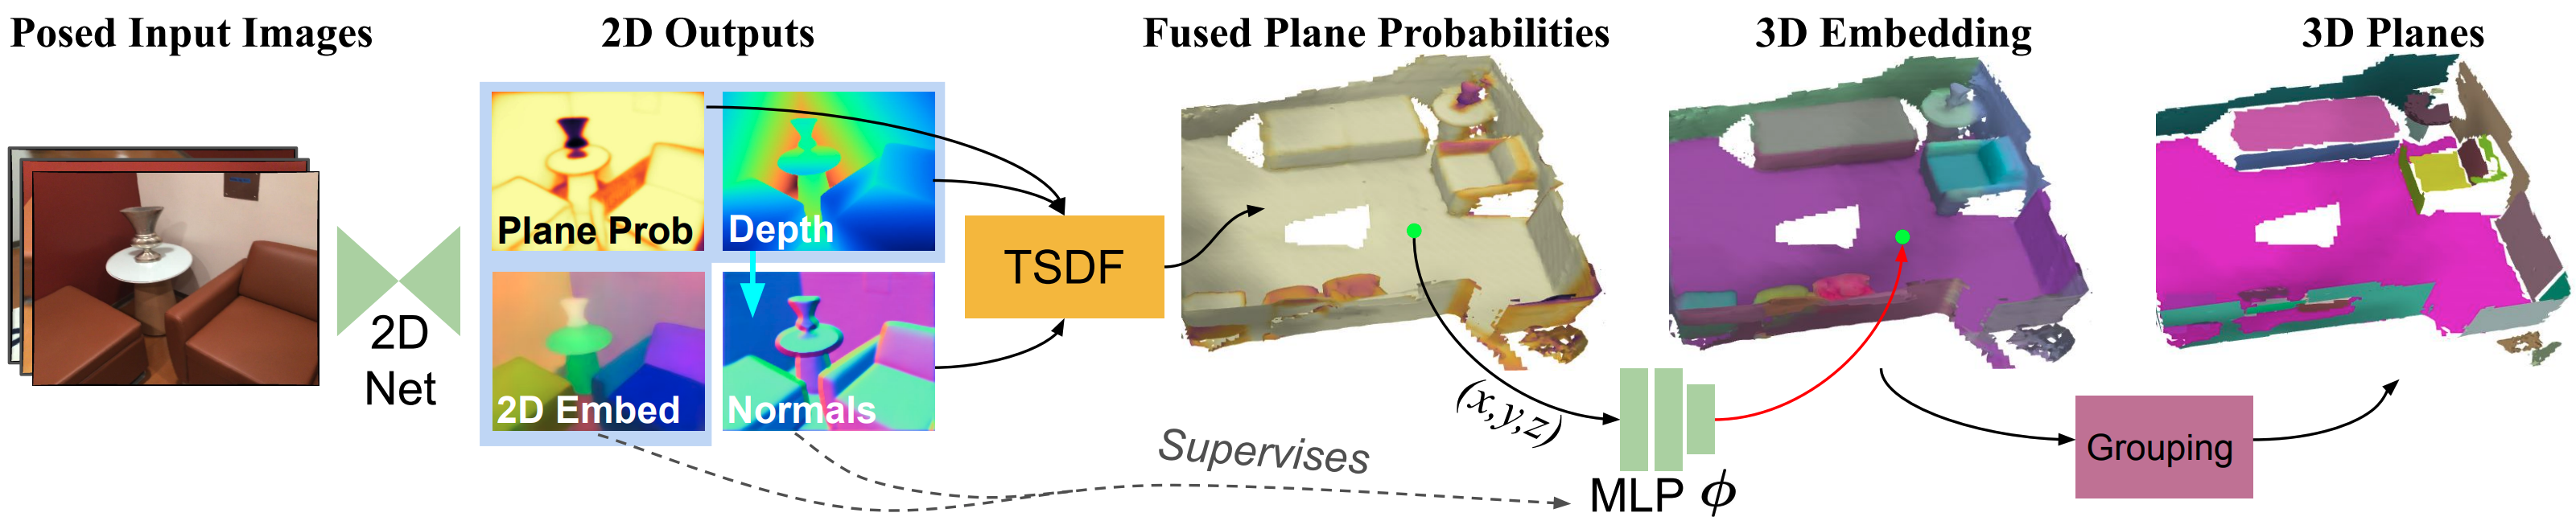 Posed Input Images
2D Outputs
Fused Plane Probabilities
3D Embedding
3D Planes
2D
Net
Plane Prob
Depth
2D Embed
Normals
TSDF
(x,y,z)
Supervises
MLP ϕ
Grouping